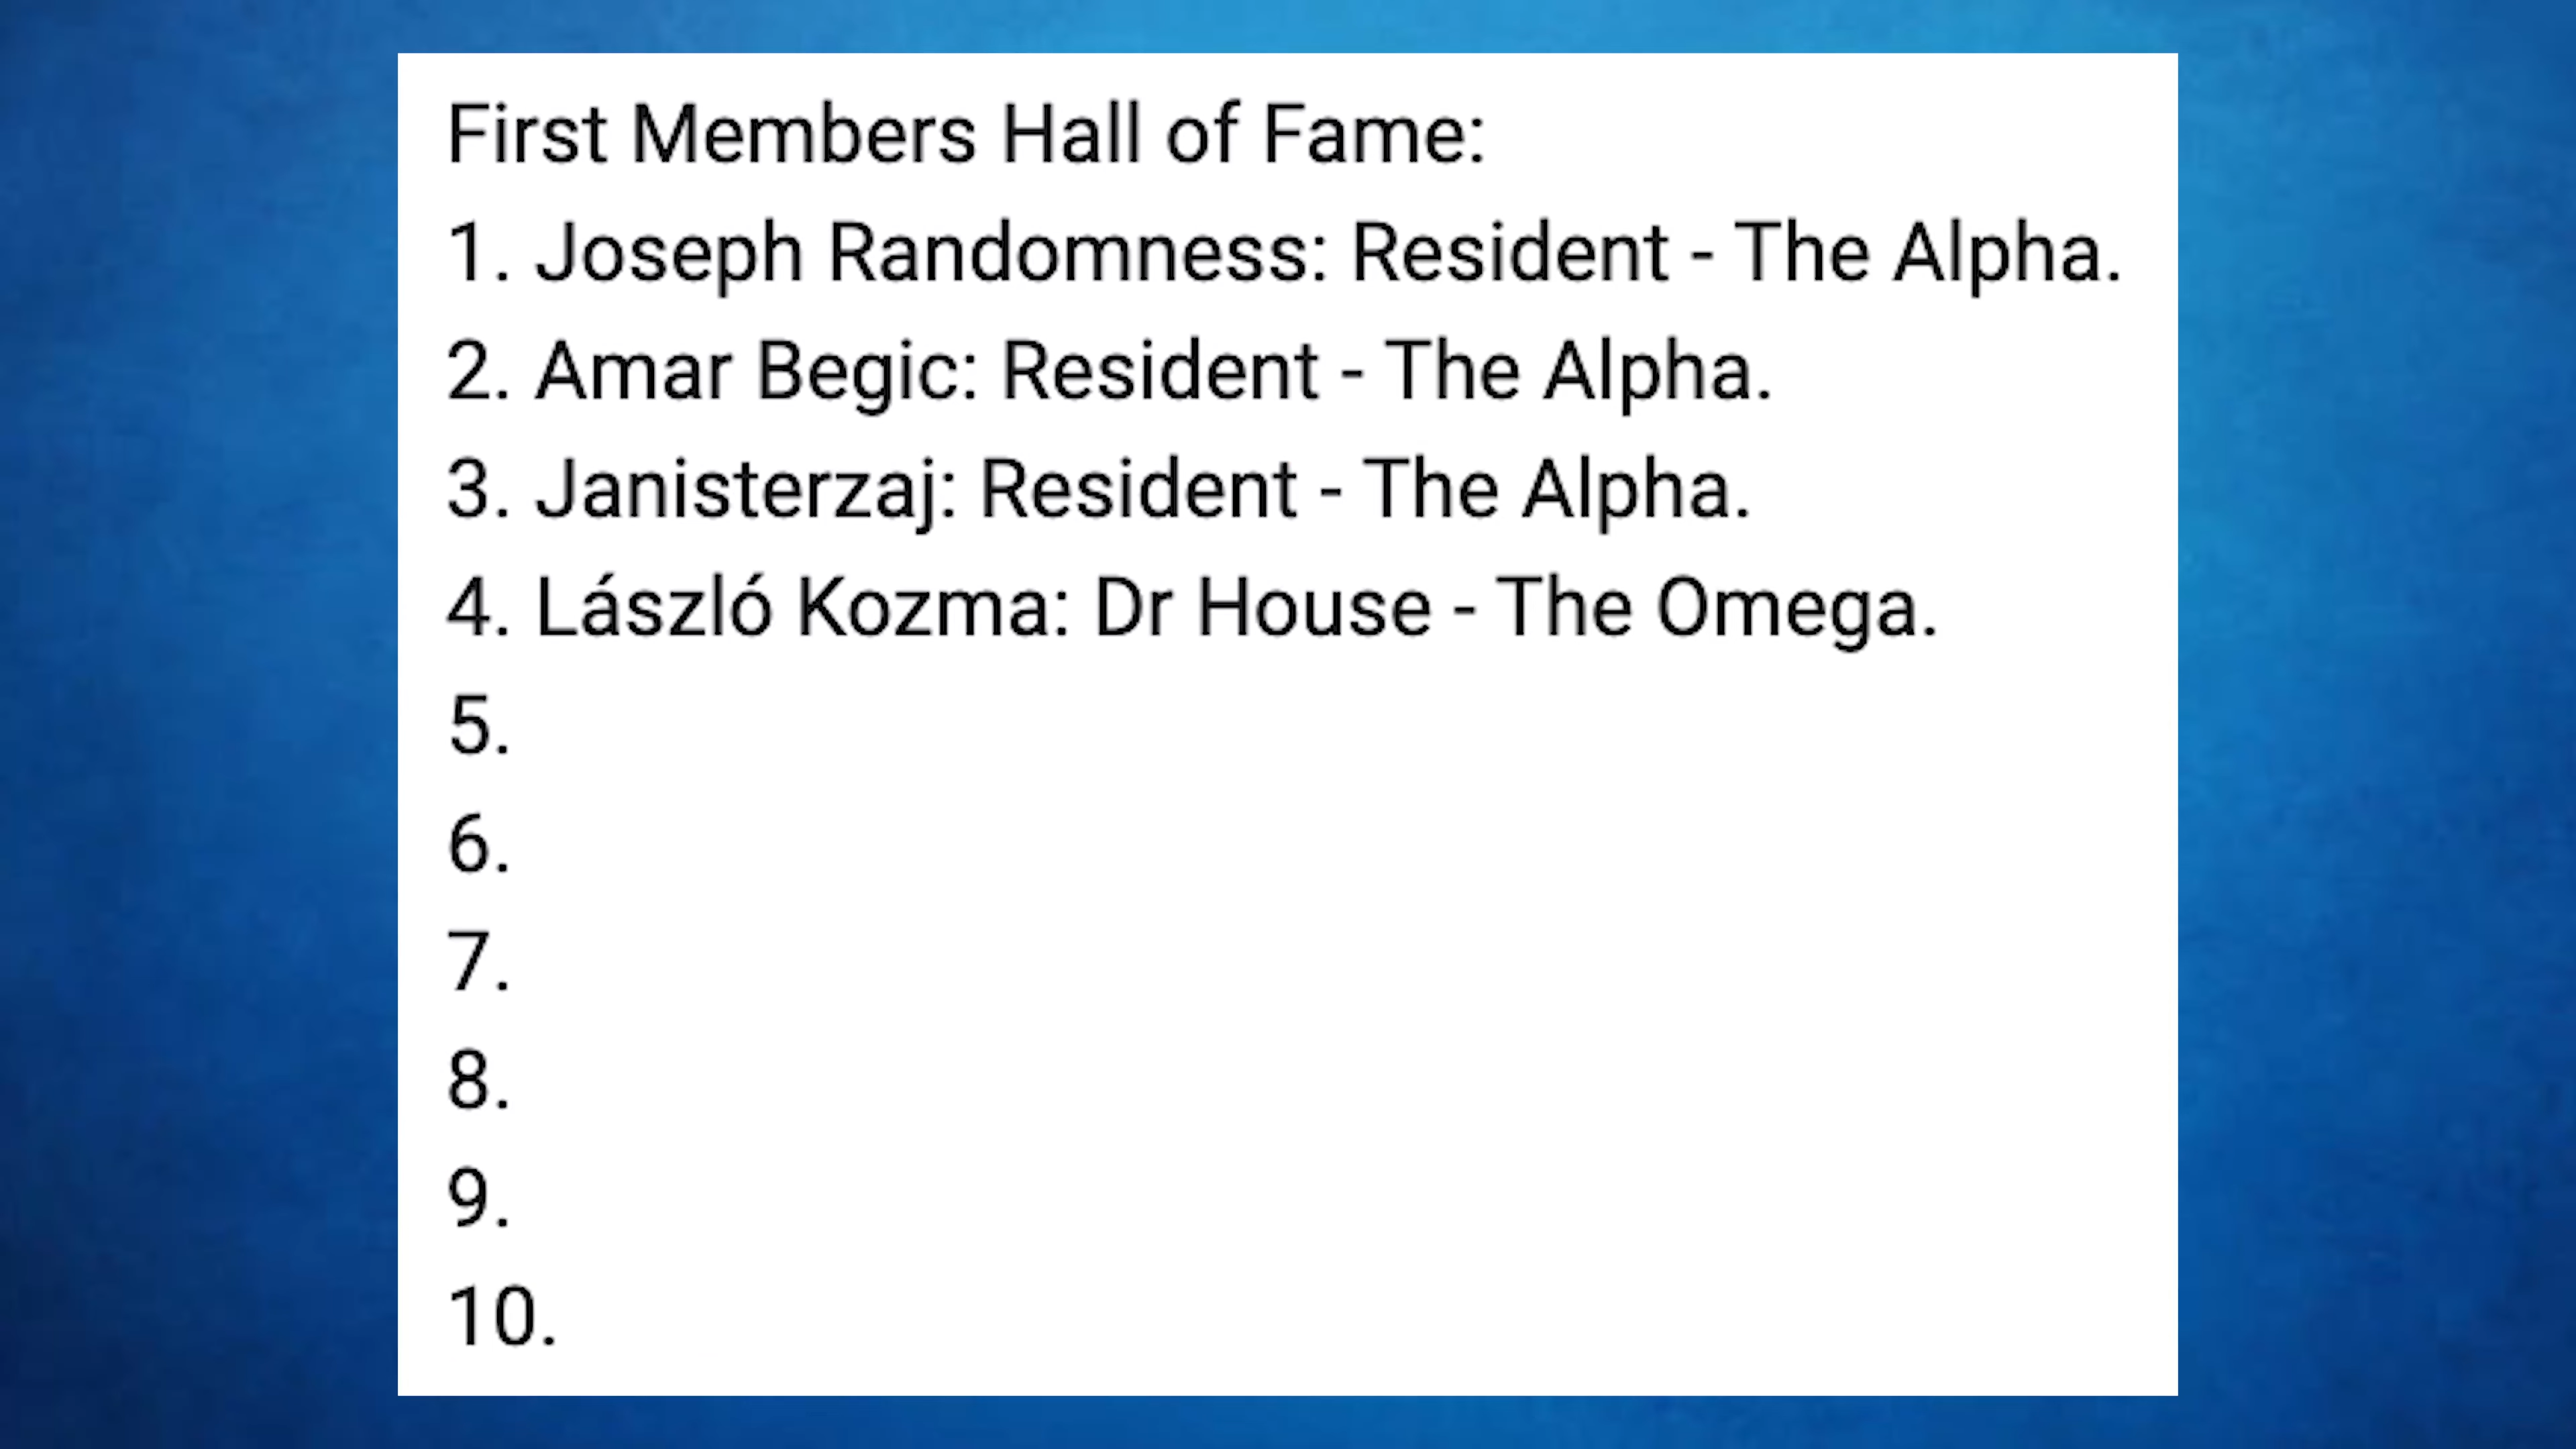 First Members Hall of Fame:
1. Joseph Randomness: Resident - The Alpha.
2. Amar Begic: Resident - The Alpha.
3. Janisterzaj: Resident - The Alpha.
4. László Kozma: Dr House - The Omega.
5.
6.
7.
8.
9.
10.